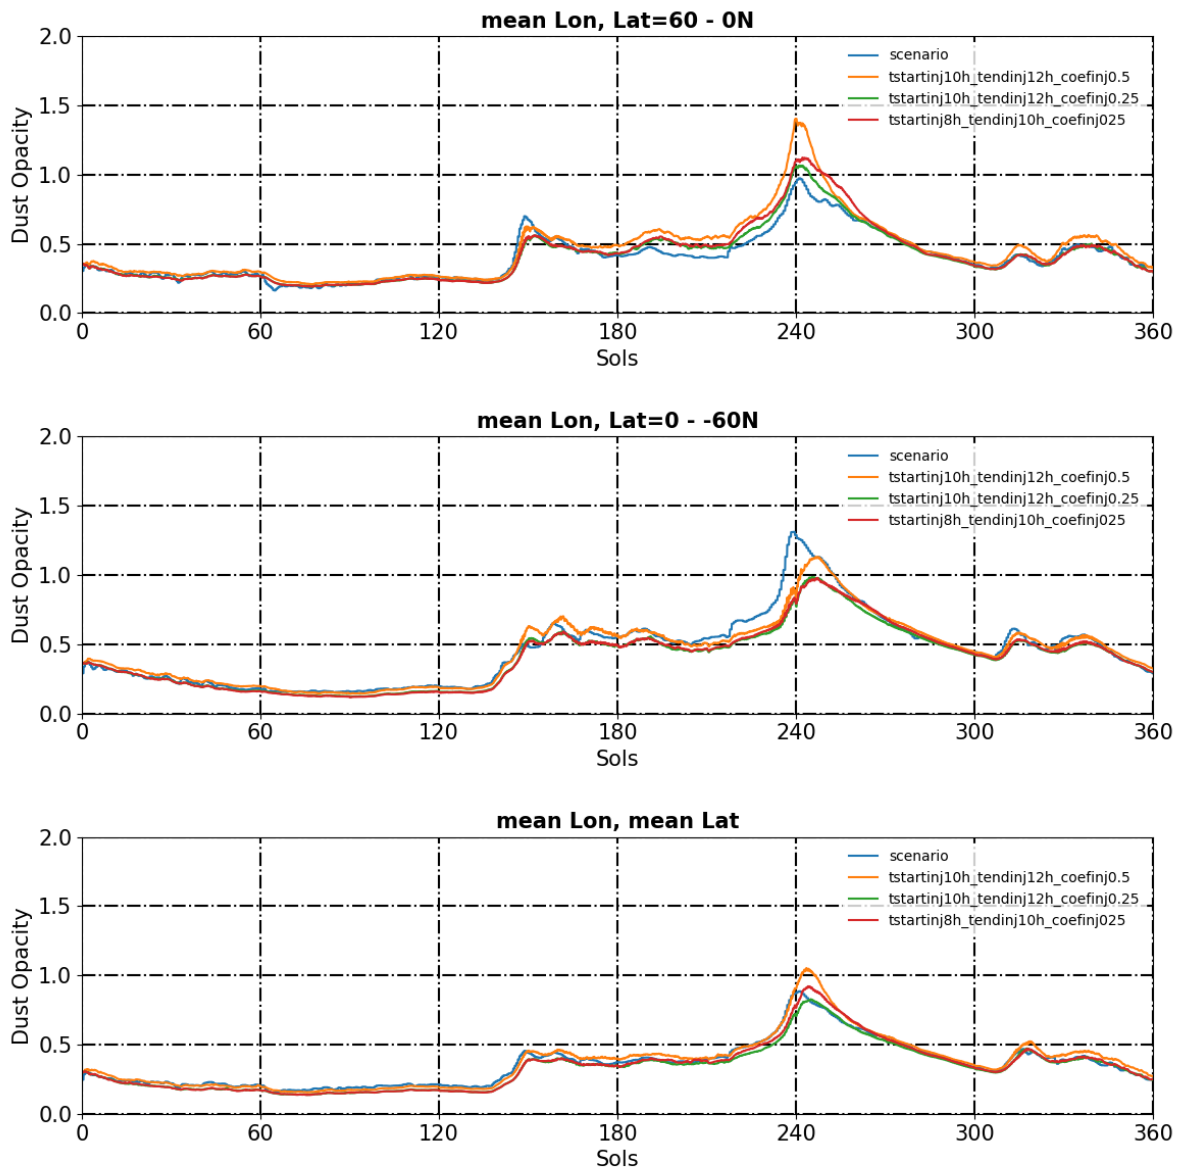 mean Lon, Lat=60 - 0N
2.0
scenario
tstartinj10h_tendinj12h_coefinj0.5
1.5
tstartinj10h_tendinj12h_coefinj0.25
tstartinj8h_tendinj10h_coefinj025
Dust Opacity
1.0
0.5
0.0
0 60 120 180 240 300 360
Sols
mean Lon, Lat=0 - -60N
2.0
scenario
tstartinj10h_tendinj12h_coefinj0.5
1.5
tstartinj10h_tendinj12h_coefinj0.25
tstartinj8h_tendinj10h_coefinj025
Dust Opacity
1.0
0.5
0.0
0 60 120 180 240 300 360
Sols
mean Lon, mean Lat
2.0
scenario
tstartinj10h_tendinj12h_coefinj0.5
1.5
tstartinj10h_tendinj12h_coefinj0.25
tstartinj8h_tendinj10h_coefinj025
Dust Opacity
1.0
0.5
0.0
0 60 120 180 240 300 360
Sols